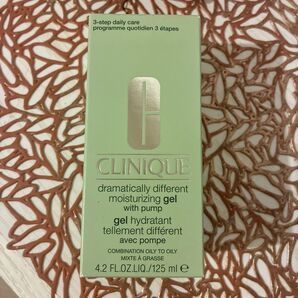 3-step daily care
programme quotidien 3 étapes
CLINIQUE
dramatically different
moisturizing gel
with pump
gel hydratant
tellement différent
avec pompe
COMBINATION OILY TO OILY
MIXTE À GRASSE
4.2 FL.OZ.LIQ./125 ml ℮